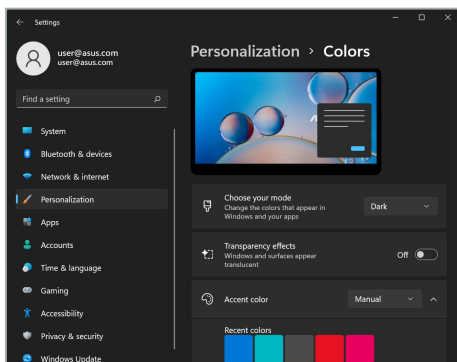 Settings
user@asus.com
user@asus.com
Find a setting
System
Bluetooth & devices
Network & internet
Personalization
Apps
Accounts
Time & language
Gaming
Accessibility
Privacy & security
Windows Update
Personalization > Colors
Choose your mode
Change the colors that appear in
Windows and your apps
Dark
Transparency effects
Windows and surfaces appear
translucent
Off
Accent color
Manual
Recent colors